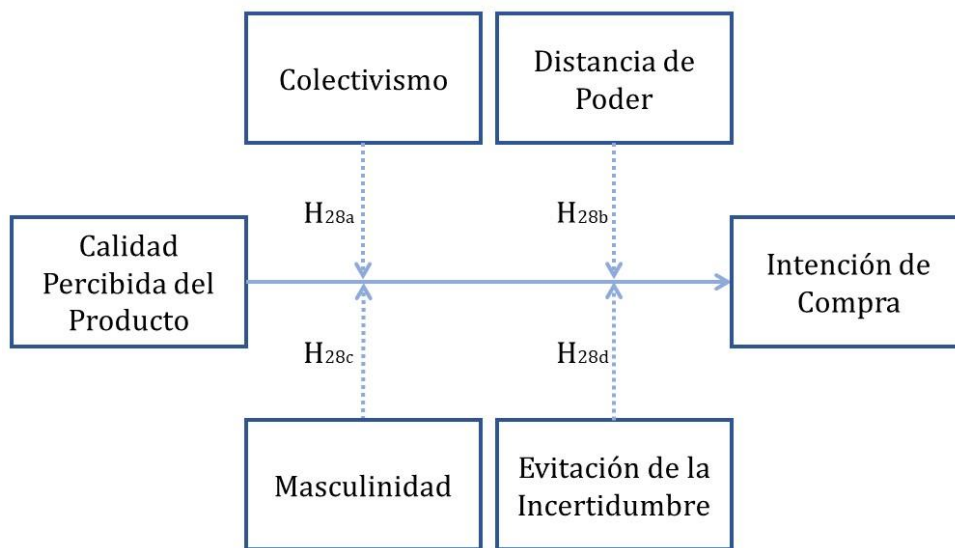 Colectivismo
Distancia de
Poder
H28a
H28b
Calidad
Percibida del
Producto
Intención de
Compra
H28c
H28d
Masculinidad
Evitación de la
Incertidumbre